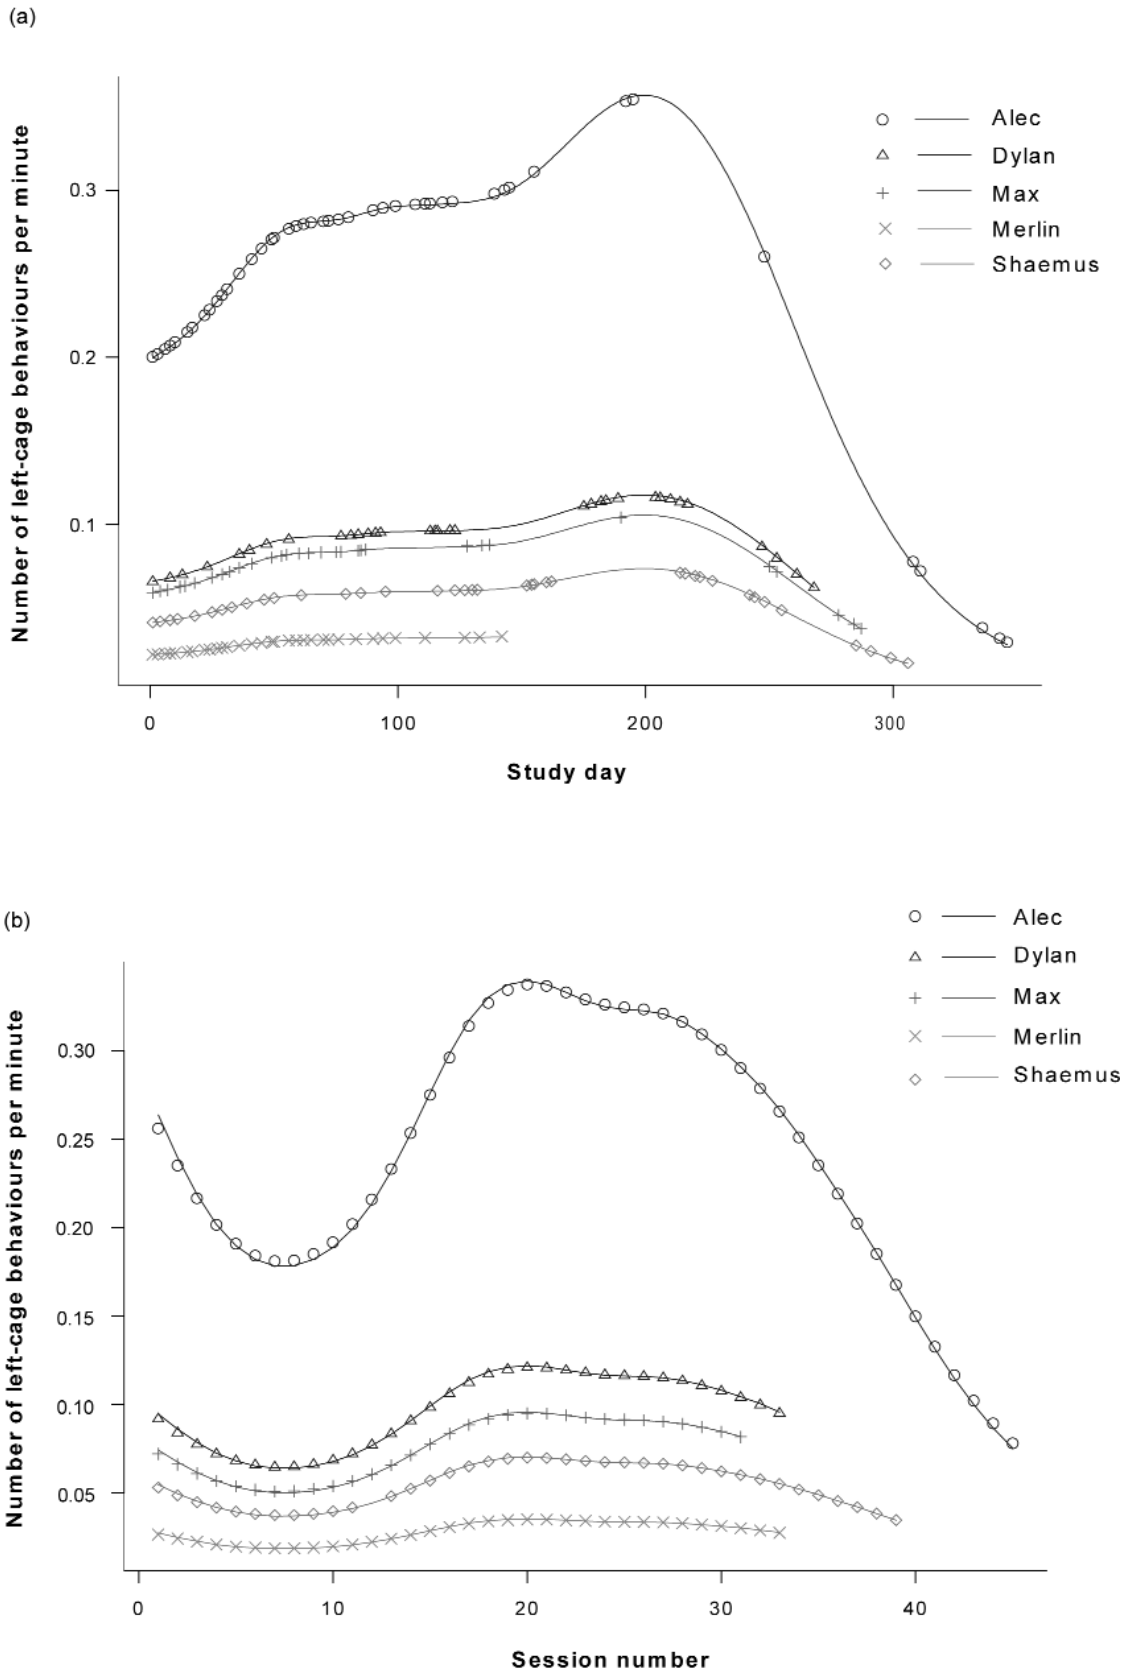 (a)
Number of left-cage behaviours per minute
0.3
0.2
0.1
0 100 200 300
Study day
Alec
Dylan
Max
Merlin
Shaemus
(b)
Number of left-cage behaviours per minute
0.30
0.25
0.20
0.15
0.10
0.05
0 10 20 30 40
Session number
Alec
Dylan
Max
Merlin
Shaemus